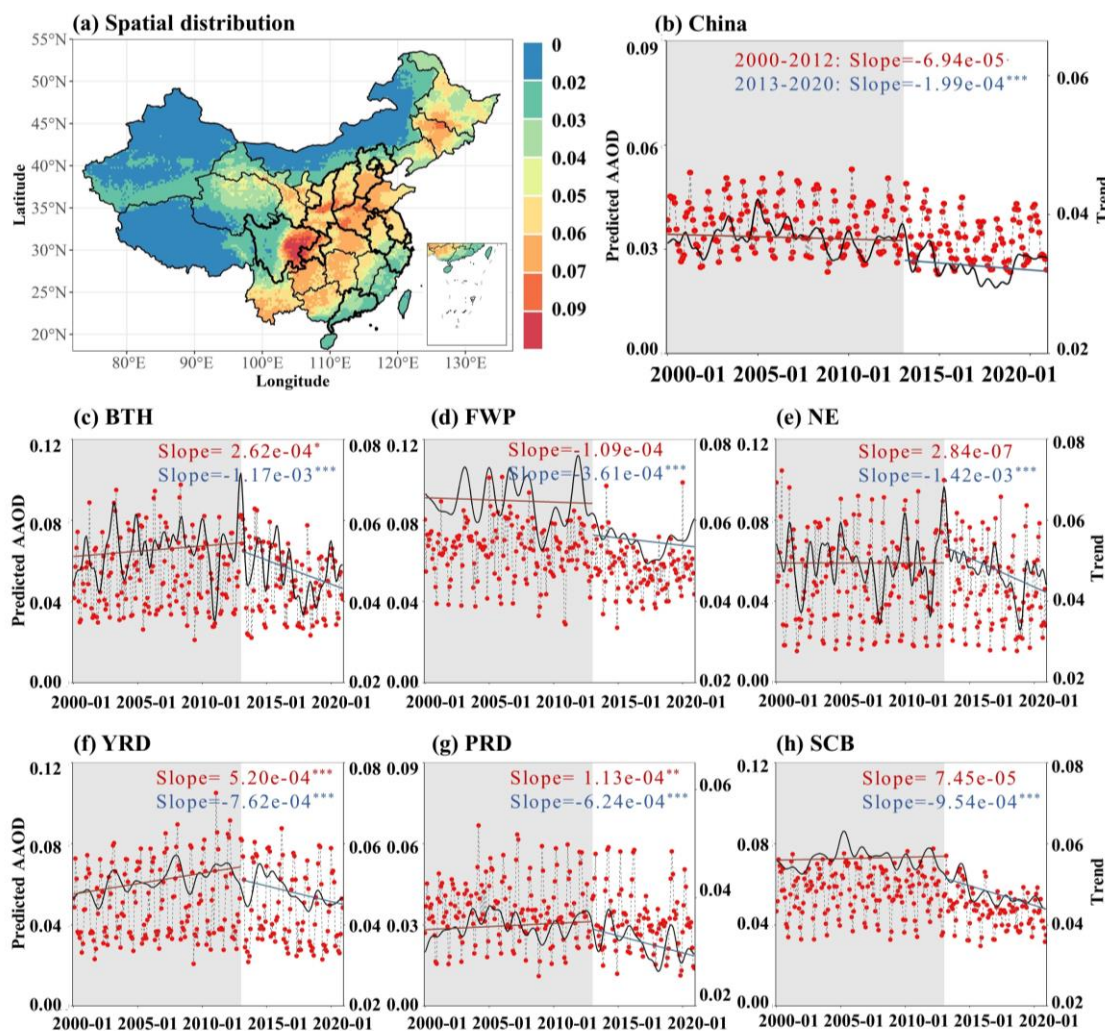 (a) Spatial distribution
55°N
50°N
45°N
40°N
35°N
30°N
25°N
20°N
Latitude
80°E 90°E 100°E 110°E 120°E 130°E
Longitude
0
0.02
0.03
0.04
0.05
0.06
0.07
0.09
(b) China
2000-2012: Slope=-6.94e-05.
2013-2020: Slope=-1.99e-04***
0.09
0.06
0.03
0.00
Predicted AAOD
0.06
0.04
0.02
Trend
2000-01 2005-01 2010-01 2015-01 2020-01
(c) BTH
Slope= 2.62e-04*
Slope=-1.17e-03***
0.12
0.08
0.04
0.00
Predicted AAOD
0.08
0.06
0.04
0.02
2000-01 2005-01 2010-01 2015-01 2020-01
(d) FWP
Slope=-1.09e-04
Slope=-3.61e-04***
0.12
0.08
0.04
0.00
0.08
0.06
0.04
0.02
2000-01 2005-01 2010-01 2015-01 2020-01
(e) NE
Slope= 2.84e-07
Slope=-1.42e-03***
0.12
0.08
0.04
0.00
0.08
0.06
0.04
0.02
Trend
2000-01 2005-01 2010-01 2015-01 2020-01
(f) YRD
Slope= 5.20e-04***
Slope=-7.62e-04***
0.12
0.08
0.04
0.00
Predicted AAOD
0.08
0.06
0.04
0.02
2000-01 2005-01 2010-01 2015-01 2020-01
(g) PRD
Slope= 1.13e-04**
Slope=-6.24e-04***
0.09
0.06
0.03
0.00
0.06
0.04
0.02
2000-01 2005-01 2010-01 2015-01 2020-01
(h) SCB
Slope= 7.45e-05
Slope=-9.54e-04***
0.12
0.08
0.04
0.00
0.08
0.06
0.04
0.02
Trend
2000-01 2005-01 2010-01 2015-01 2020-01